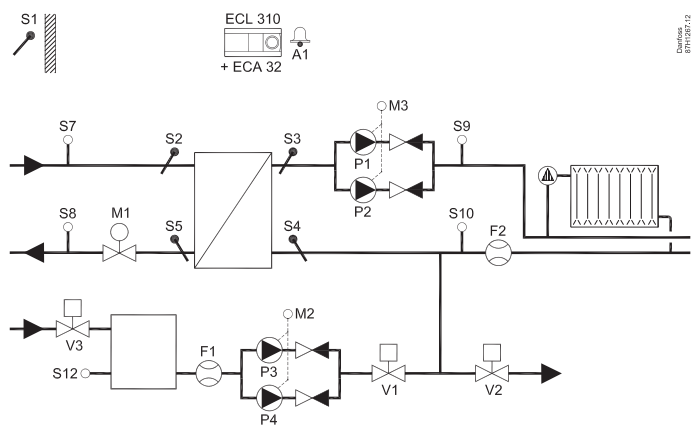 S1
ECL 310
A1
+ ECA 32
Danfoss
87H1267.12
S7
S2
S3
M3
P1
S9
P2
S8
M1
S5
S4
S10
F2
V3
S12
F1
M2
P3
P4
V1
V2